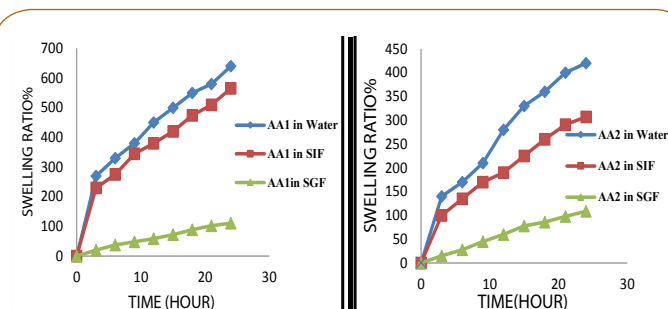 700
600
500
400
300
200
100
0
SWELLING RATIO%
AA1 in Water
AA1 in SIF
AA1in SGF
0 10 20 30
TIME (HOUR)
450
400
350
300
250
200
150
100
50
0
SWELLING RATIO%
AA2 in Water
AA2 in SIF
AA2 in SGF
0 10 20 30
TIME(HOUR)